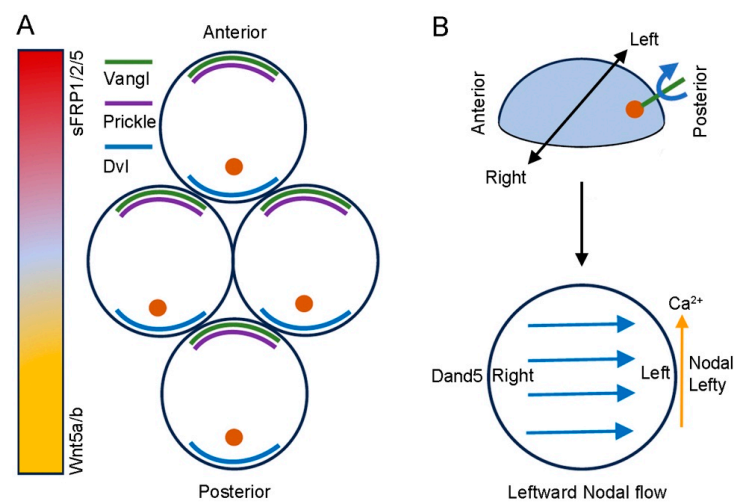 A
Anterior
sFRP1/2/5
Vangl
Prickle
Dvl
Wnt5a/b
Posterior
B
Left
Anterior
Posterior
Right
Ca²⁺
Dand5
Right
Left
Nodal
Lefty
Leftward Nodal flow